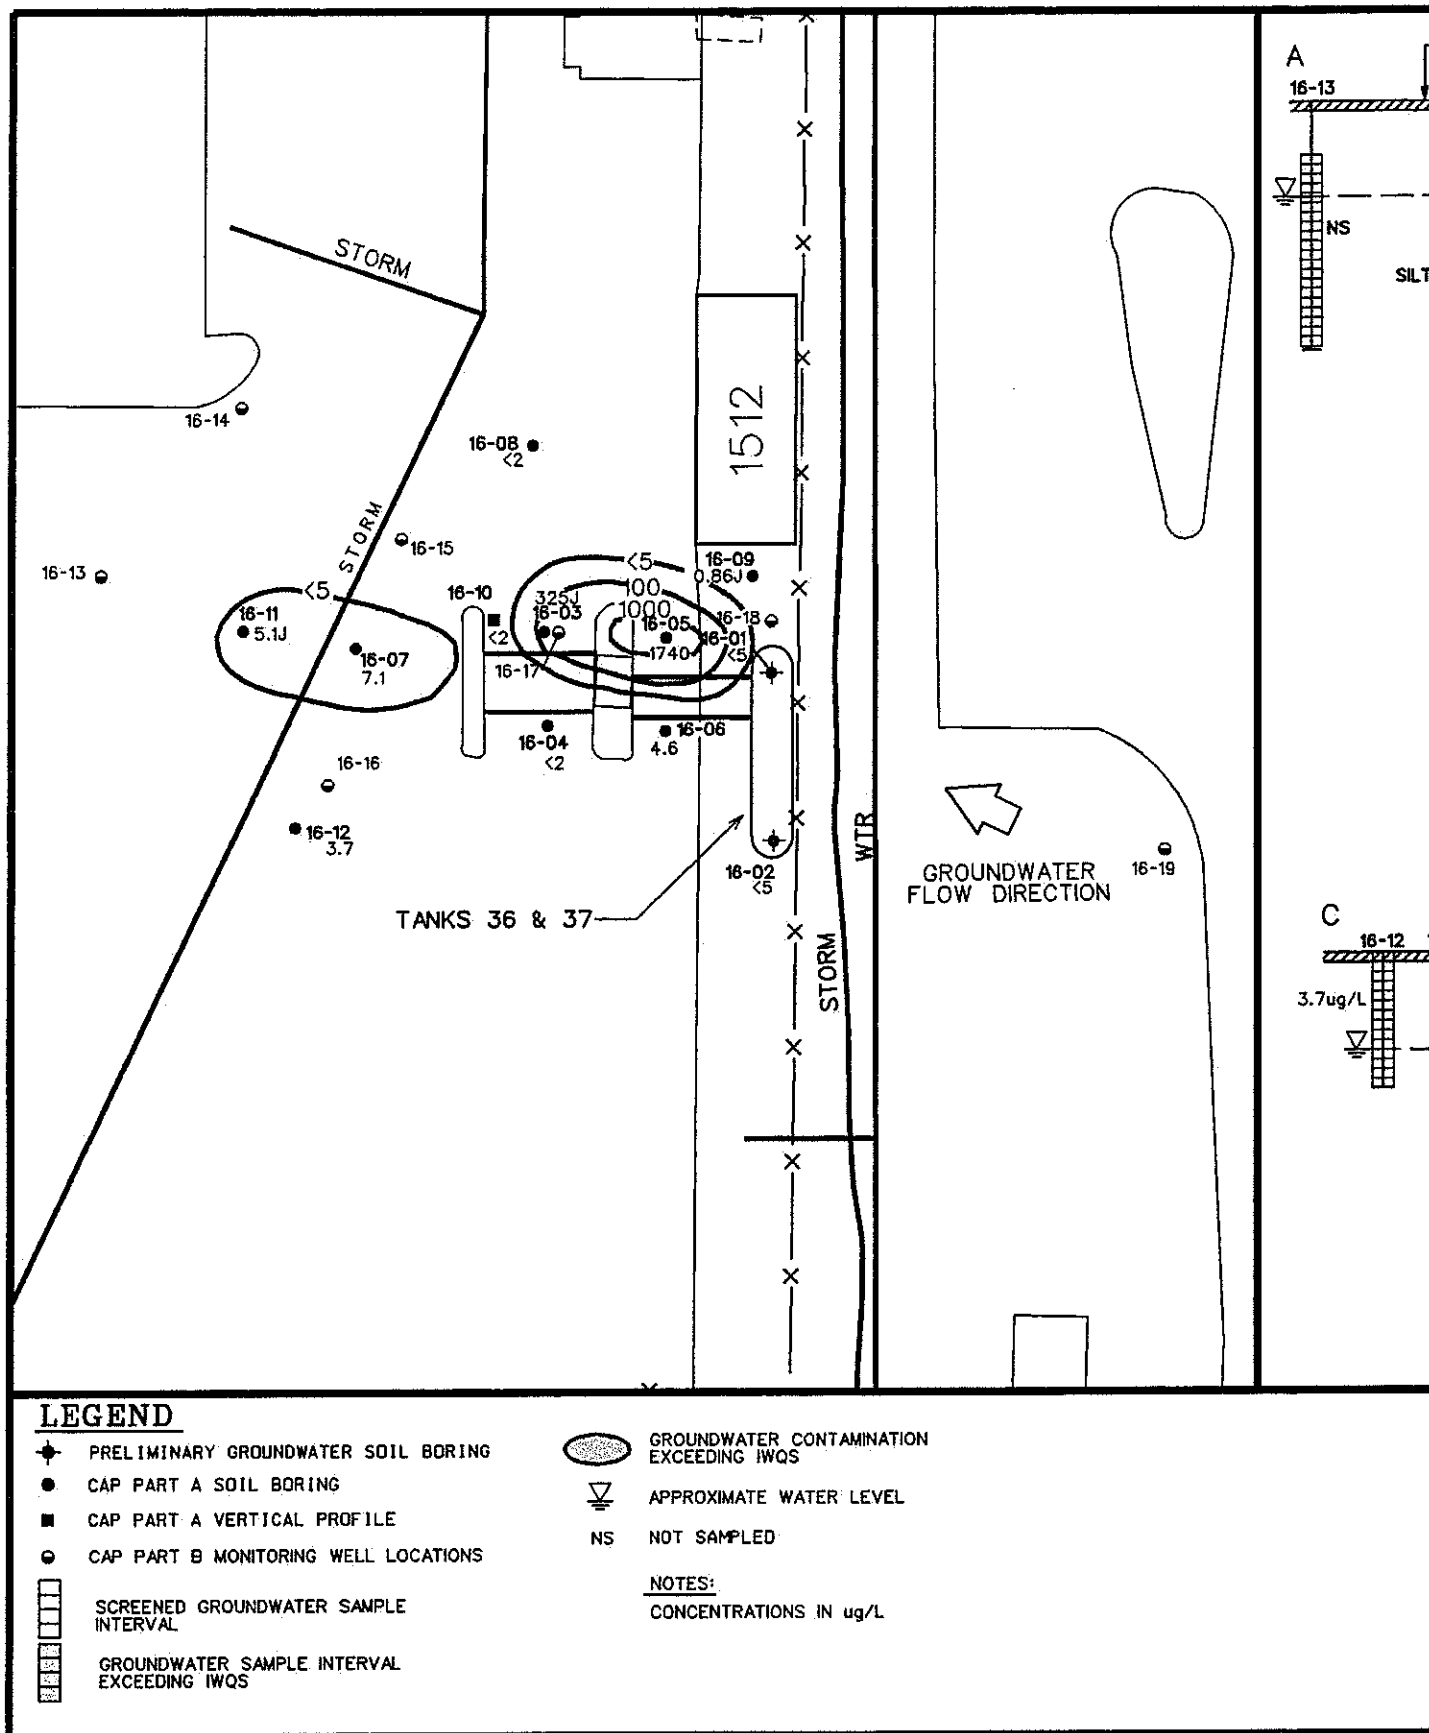 STORM
1512
16-14
16-08
<2
STORM
16-15
16-13
<5
16-11
5.1J
16-07
7.1
16-10
<2
<5
100
1000
325J
16-03
16-05
1740
16-09
0.86J
16-18
16-01
<5
16-17
16-04
<2
16-06
4.6
16-16
16-12
3.7
16-02
<5
TANKS 36 & 37
WTR
STORM
GROUNDWATER
FLOW DIRECTION
16-19
A
16-13
NS
SILT
C
16-12
3.7ug/L
LEGEND
PRELIMINARY GROUNDWATER SOIL BORING
CAP PART A SOIL BORING
CAP PART A VERTICAL PROFILE
CAP PART B MONITORING WELL LOCATIONS
SCREENED GROUNDWATER SAMPLE
INTERVAL
GROUNDWATER SAMPLE INTERVAL
EXCEEDING IWQS
GROUNDWATER CONTAMINATION
EXCEEDING IWQS
APPROXIMATE WATER LEVEL
NS NOT SAMPLED
NOTES:
CONCENTRATIONS IN ug/L